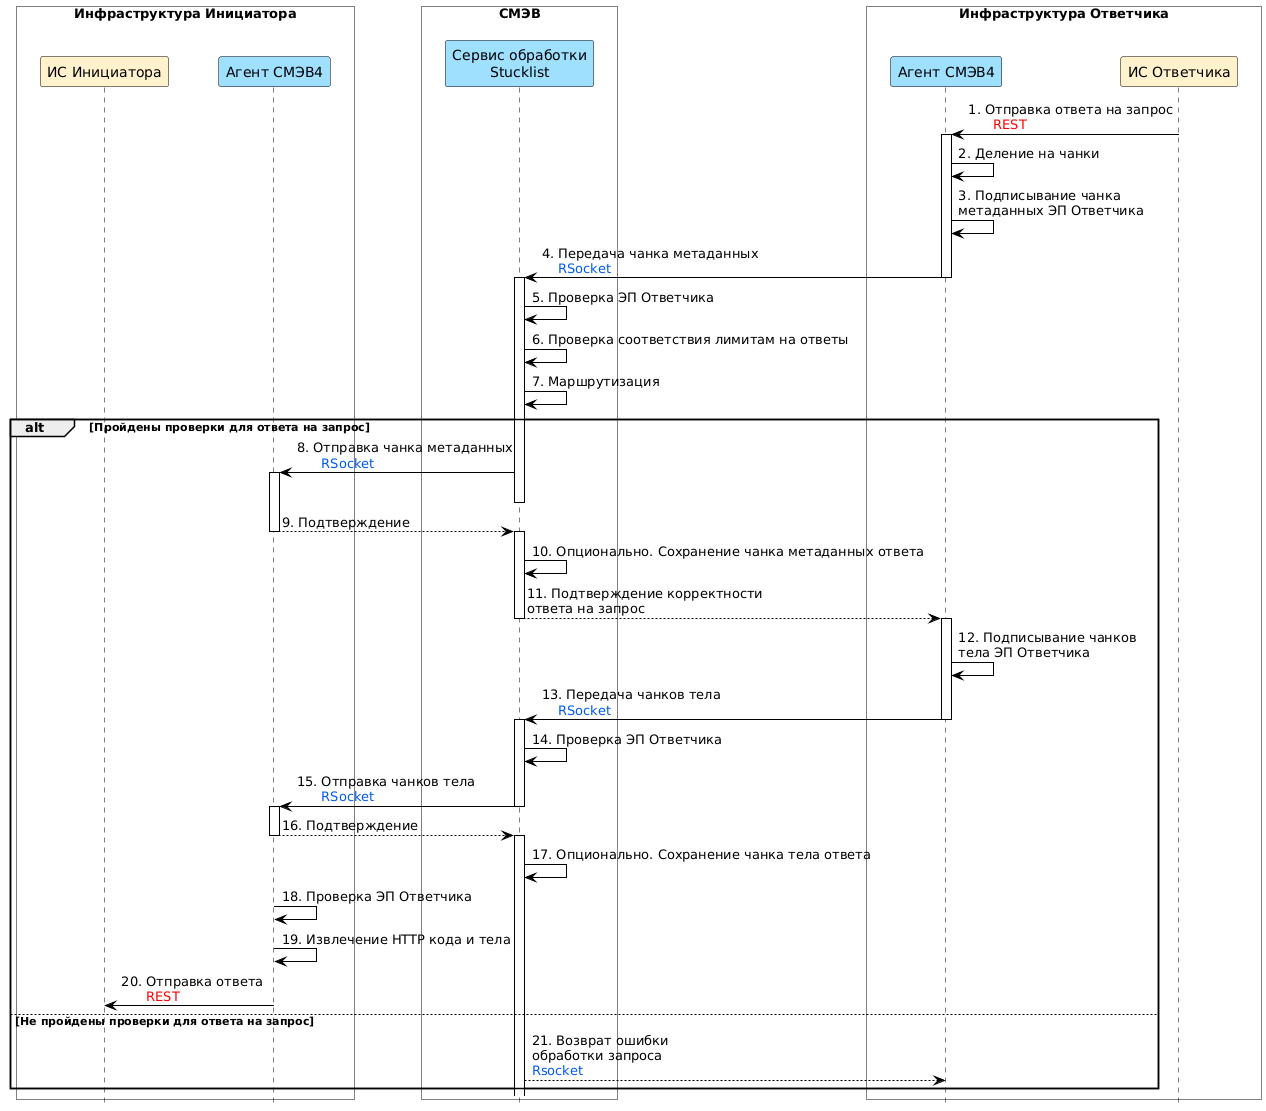 Инфраструктура Инициатора
СМЭВ
Инфраструктура Ответчика
ИС Инициатора
Агент СМЭВ4
Сервис обработки
Stucklist
Агент СМЭВ4
ИС Ответчика
1. Отправка ответа на запрос
REST
2. Деление на чанки
3. Подписывание чанка
метаданных ЭП Ответчика
4. Передача чанка метаданных
RSocket
5. Проверка ЭП Ответчика
6. Проверка соответствия лимитам на ответы
7. Маршрутизация
alt
[Пройдены проверки для ответа на запрос]
8. Отправка чанка метаданных
RSocket
9. Подтверждение
10. Опционально. Сохранение чанка метаданных ответа
11. Подтверждение корректности
ответа на запрос
12. Подписывание чанков
тела ЭП Ответчика
13. Передача чанков тела
RSocket
14. Проверка ЭП Ответчика
15. Отправка чанков тела
RSocket
16. Подтверждение
17. Опционально. Сохранение чанка тела ответа
18. Проверка ЭП Ответчика
19. Извлечение HTTP кода и тела
20. Отправка ответа
REST
[Не пройдены проверки для ответа на запрос]
21. Возврат ошибки
обработки запроса
Rsocket